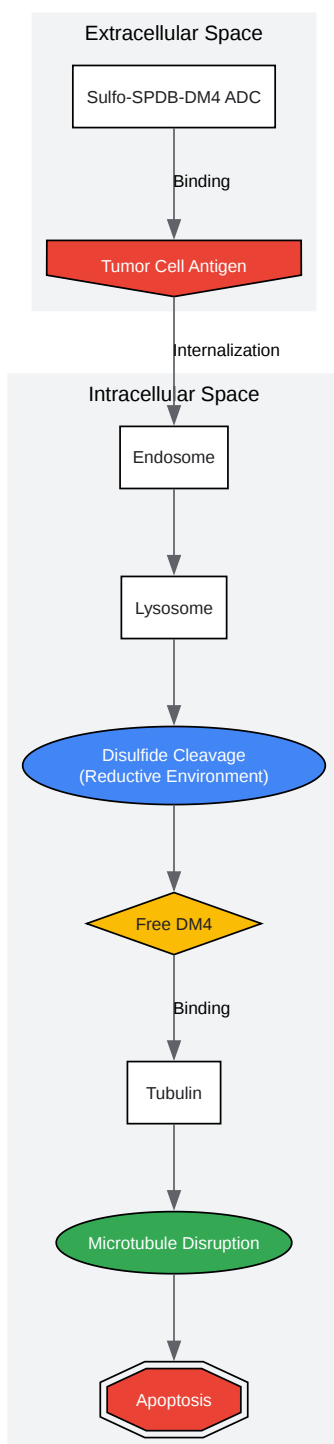 Extracellular Space
Sulfo-SPDB-DM4 ADC
Binding
Tumor Cell Antigen
Internalization
Intracellular Space
Endosome
Lysosome
Disulfide Cleavage
(Reductive Environment)
Free DM4
Binding
Tubulin
Microtubule Disruption
Apoptosis